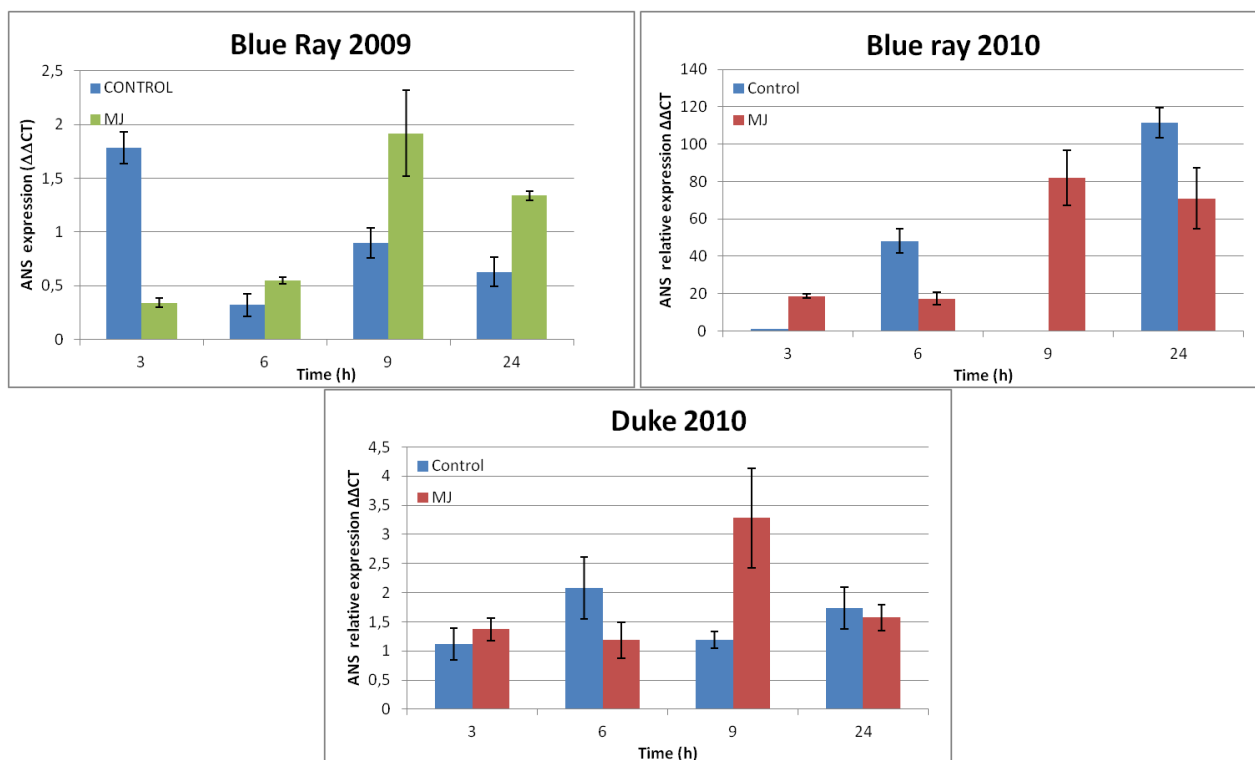 Blue Ray 2009
ANS expression (ΔΔCT)
2,5
2
1,5
1
0,5
0
CONTROL
MJ
3 6 9 24
Time (h)
Blue ray 2010
ANS relative expression ΔΔCT
140
120
100
80
60
40
20
0
Control
MJ
3 6 9 24
Time (h)
Duke 2010
ANS relative expression ΔΔCT
4,5
4
3,5
3
2,5
2
1,5
1
0,5
0
Control
MJ
3 6 9 24
Time (h)